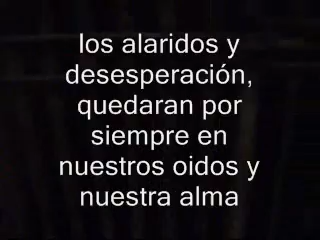 los alaridos y
desesperación,
quedaran por
siempre en
nuestros oidos y
nuestra alma